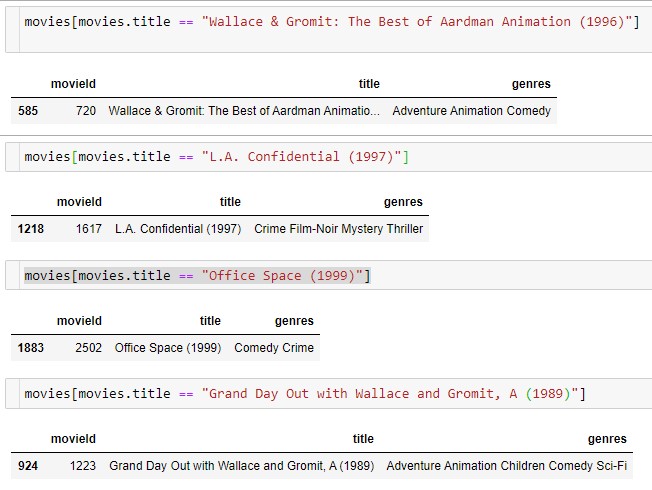 movies[movies.title == "Wallace & Gromit: The Best of Aardman Animation (1996)"]
movieId title genres
585 720 Wallace & Gromit: The Best of Aardman Animatio... Adventure Animation Comedy
movies[movies.title == "L.A. Confidential (1997)"]
movieId title genres
1218 1617 L.A. Confidential (1997) Crime Film-Noir Mystery Thriller
movies[movies.title == "Office Space (1999)"]
movieId title genres
1883 2502 Office Space (1999) Comedy Crime
movies[movies.title == "Grand Day Out with Wallace and Gromit, A (1989)"]
movieId title genres
924 1223 Grand Day Out with Wallace and Gromit, A (1989) Adventure Animation Children Comedy Sci-Fi